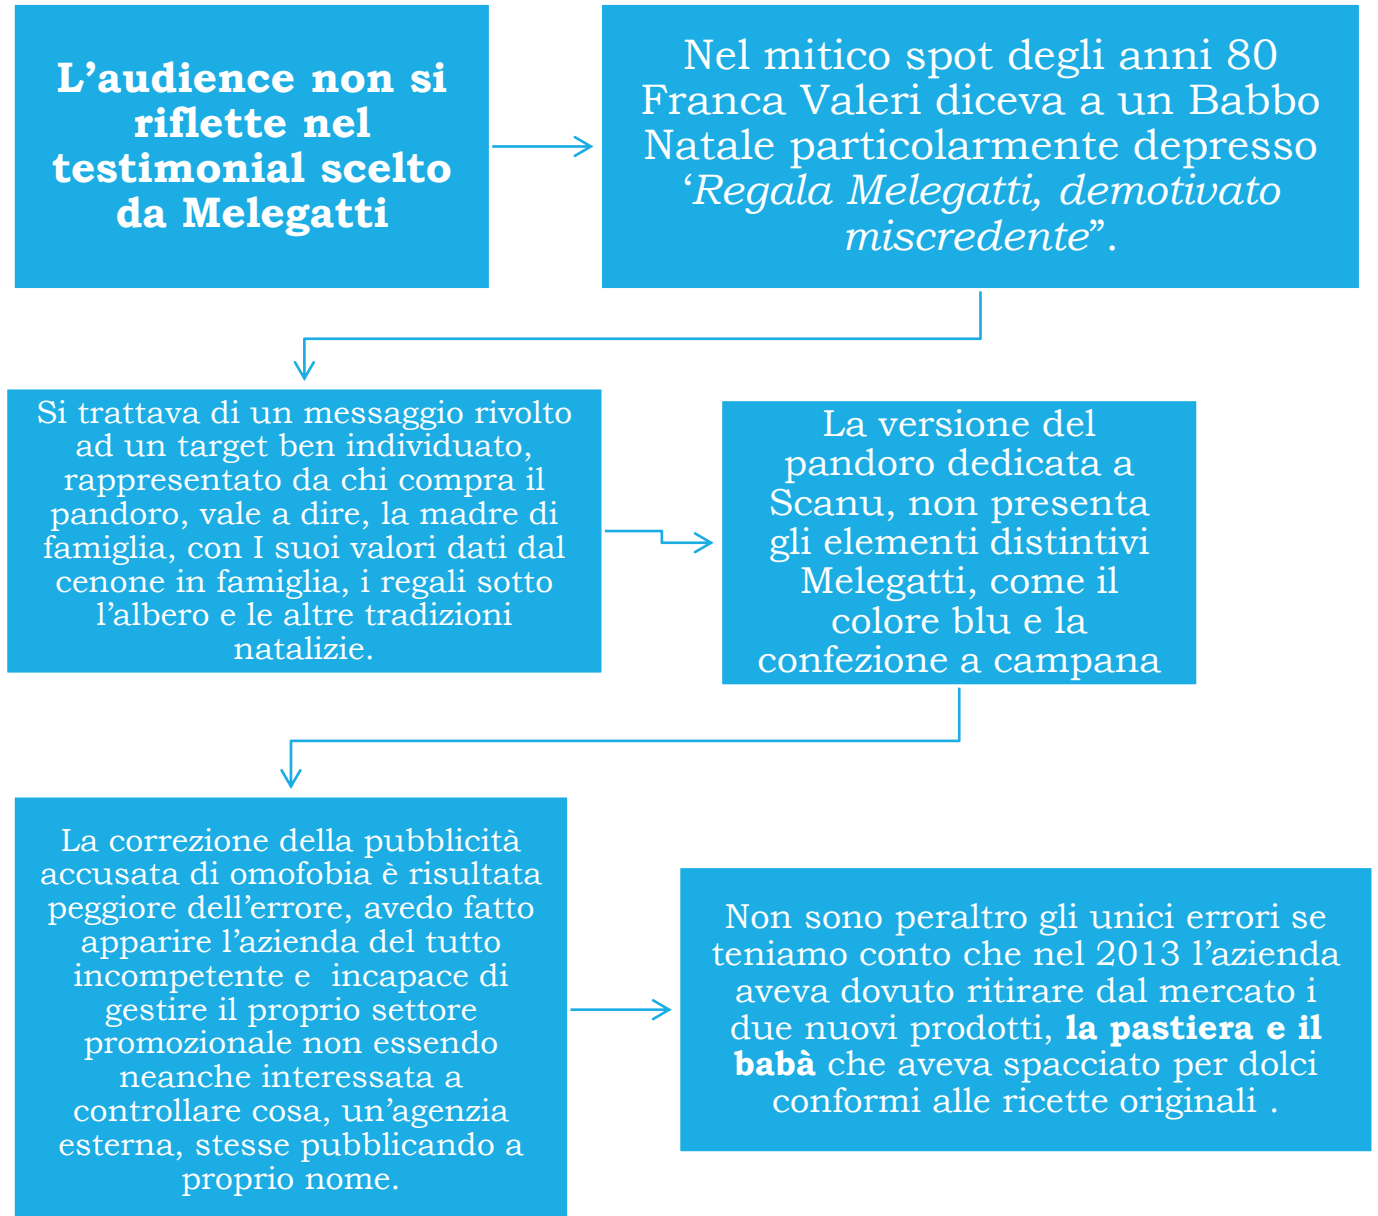 L’audience non si
riflette nel
testimonial scelto
da Melegatti
Nel mitico spot degli anni 80
Franca Valeri diceva a un Babbo
Natale particolarmente depresso
‘Regala Melegatti, demotivato
miscredente”.
Si trattava di un messaggio rivolto
ad un target ben individuato,
rappresentato da chi compra il
pandoro, vale a dire, la madre di
famiglia, con I suoi valori dati dal
cenone in famiglia, i regali sotto
l’albero e le altre tradizioni
natalizie.
La versione del
pandoro dedicata a
Scanu, non presenta
gli elementi distintivi
Melegatti, come il
colore blu e la
confezione a campana
La correzione della pubblicità
accusata di omofobia è risultata
peggiore dell’errore, avedo fatto
apparire l’azienda del tutto
incompetente e  incapace di
gestire il proprio settore
promozionale non essendo
neanche interessata a
controllare cosa, un’agenzia
esterna, stesse pubblicando a
proprio nome.
Non sono peraltro gli unici errori se
teniamo conto che nel 2013 l’azienda
aveva dovuto ritirare dal mercato i
due nuovi prodotti, la pastiera e il
babà che aveva spacciato per dolci
conformi alle ricette originali .